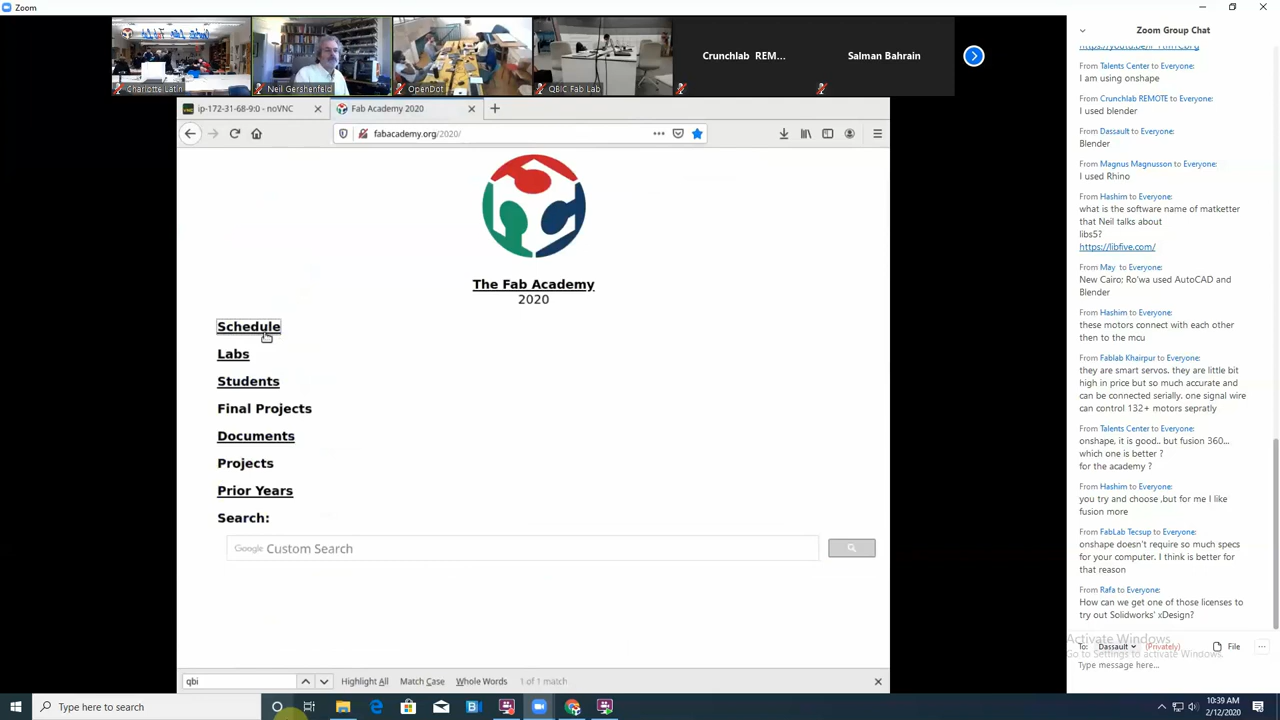 Zoom
Zoom Group Chat
Charlotte Latin
Neil Gershenfeld
OpenDot
QBIC Fab Lab
Crunchlab REM...
Salman Bahrain
ip-172-31-68-9:0 - noVNC
Fab Academy 2020
fabacademy.org/2020/
The Fab Academy
2020
Schedule
Labs
Students
Final Projects
Documents
Projects
Prior Years
Search:
Google Custom Search
qbi
Highlight All
Match Case
Whole Words
1 of 1 match
From Talents Center to Everyone:
I am using onshape
From Crunchlab REMOTE to Everyone:
I used blender
From Dassault to Everyone:
Blender
From Magnus Magnusson to Everyone:
I used Rhino
From Hashim to Everyone:
what is the software name of matketter
that Neil talks about
libs5?
https://libfive.com/
From May to Everyone:
New Cairo; Ro'wa used AutoCAD and
Blender
From Hashim to Everyone:
these motors connect with each other
then to the mcu
From Fablab Khairpur to Everyone:
they are smart servos. they are little bit
high in price but so much accurate and
can be connected serially. one signal wire
can control 132+ motors sepratly
From Talents Center to Everyone:
onshape, it is good.. but fusion 360...
which one is better ?
for the academy ?
From Hashim to Everyone:
you try and choose ,but for me I like
fusion more
From FabLab Tecsup to Everyone:
onshape doesn't require so much specs
for your computer. I think is better for
that reason
From Rafa to Everyone:
How can we get one of those licenses to
try out Solidworks' xDesign?
Activate Windows
Go to Settings to activate Windows.
To: Dassault (Privately)
File
Type message here...
Type here to search
10:39 AM
2/12/2020